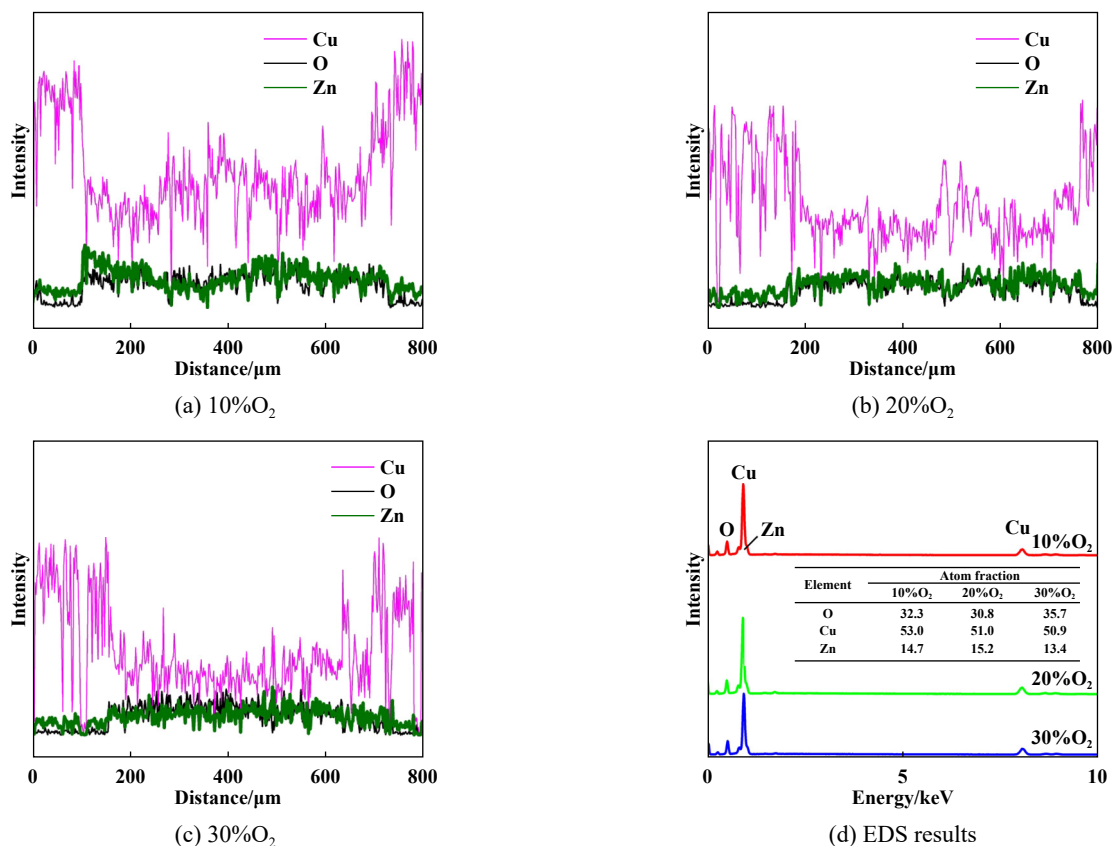 Cu
O
Zn
Intensity
0 200 400 600 800
Distance/μm
(a) 10%O₂
Cu
O
Zn
Intensity
0 200 400 600 800
Distance/μm
(b) 20%O₂
Cu
O
Zn
Intensity
0 200 400 600 800
Distance/μm
(c) 30%O₂
Cu
O Zn
Cu
10%O₂
Element Atom fraction
10%O₂ 20%O₂ 30%O₂
O 32.3 30.8 35.7
Cu 53.0 51.0 50.9
Zn 14.7 15.2 13.4
20%O₂
30%O₂
Intensity
0 5 10
Energy/keV
(d) EDS results